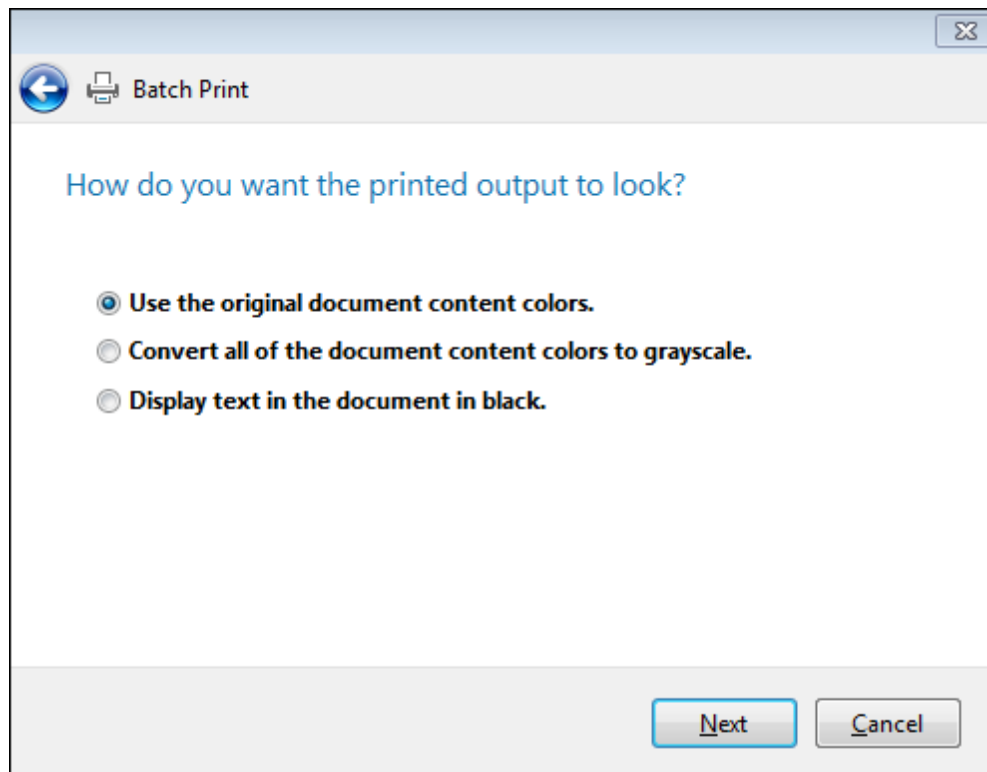 Batch Print
How do you want the printed output to look?
Use the original document content colors.
Convert all of the document content colors to grayscale.
Display text in the document in black.
Next
Cancel